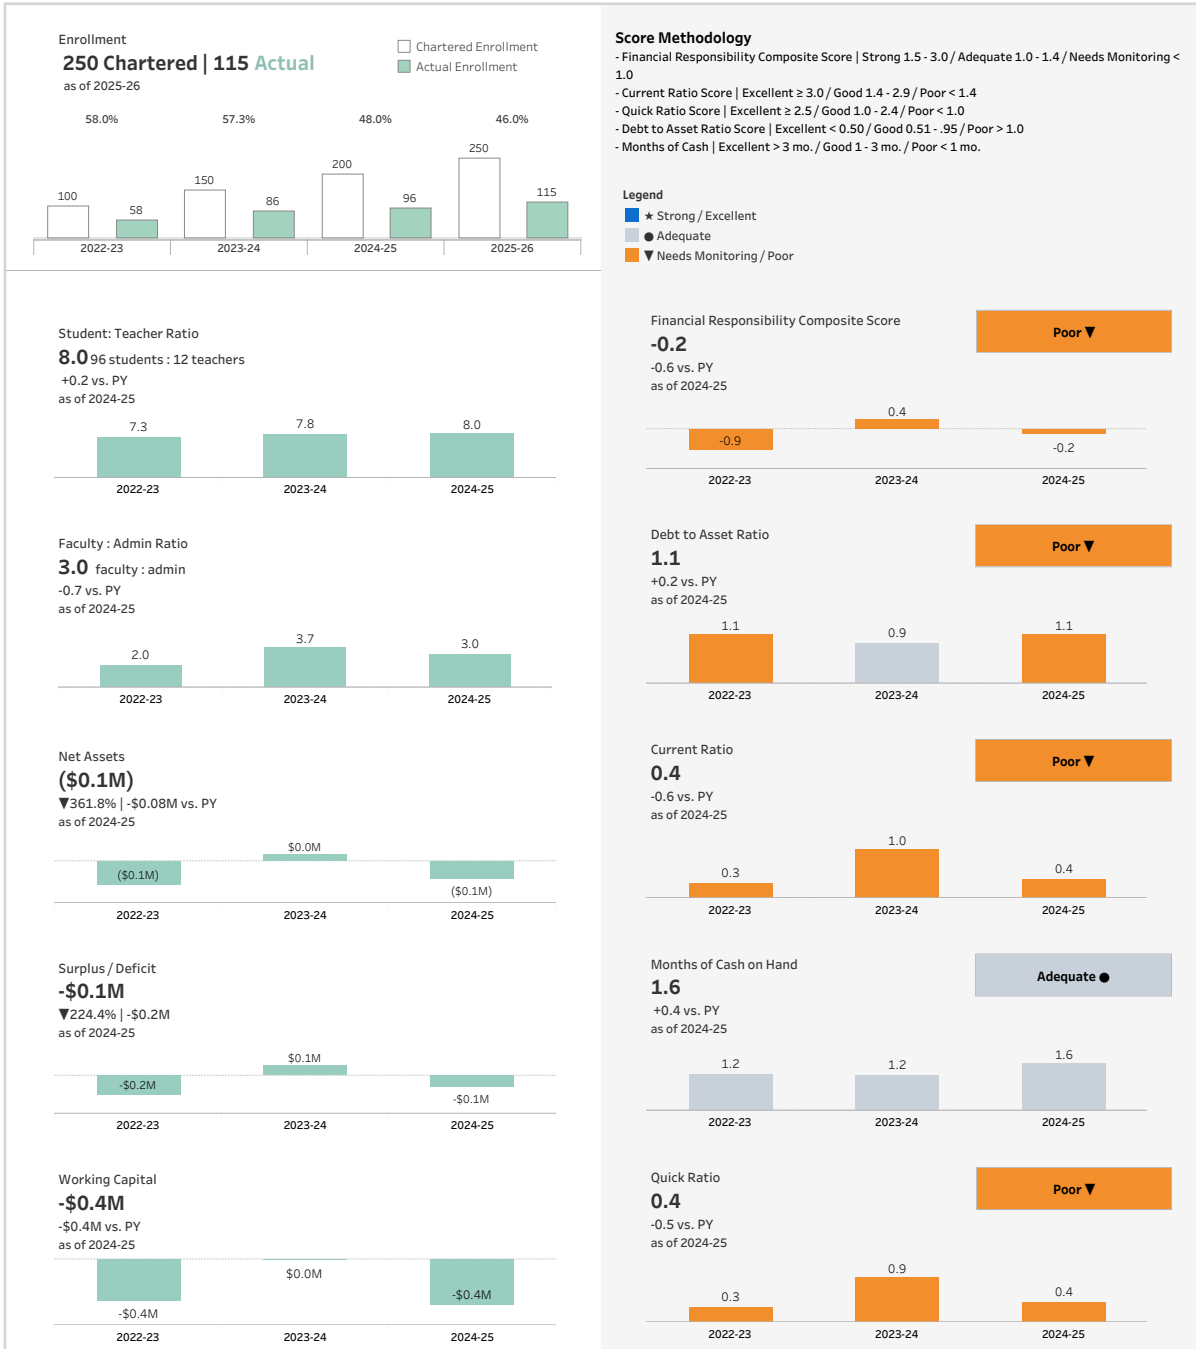 Enrollment
250 Chartered | 115 Actual
as of 2025-26
Chartered Enrollment
Actual Enrollment
58.0% 57.3% 48.0% 46.0%
100 58 150 86 200 96 250 115
2022-23 2023-24 2024-25 2025-26
Score Methodology
- Financial Responsibility Composite Score | Strong 1.5 - 3.0 / Adequate 1.0 - 1.4 / Needs Monitoring <
1.0
- Current Ratio Score | Excellent ≥ 3.0 / Good 1.4 - 2.9 / Poor < 1.4
- Quick Ratio Score | Excellent ≥ 2.5 / Good 1.0 - 2.4 / Poor < 1.0
- Debt to Asset Ratio Score | Excellent < 0.50 / Good 0.51 - .95 / Poor > 1.0
- Months of Cash | Excellent > 3 mo. / Good 1 - 3 mo. / Poor < 1 mo.
Legend
★ Strong / Excellent
● Adequate
▼ Needs Monitoring / Poor
Student: Teacher Ratio
8.0 96 students : 12 teachers
+0.2 vs. PY
as of 2024-25
7.3 7.8 8.0
2022-23 2023-24 2024-25
Faculty : Admin Ratio
3.0 faculty : admin
-0.7 vs. PY
as of 2024-25
2.0 3.7 3.0
2022-23 2023-24 2024-25
Net Assets
($0.1M)
▼361.8% | -$0.08M vs. PY
as of 2024-25
($0.1M) $0.0M ($0.1M)
2022-23 2023-24 2024-25
Surplus / Deficit
-$0.1M
▼224.4% | -$0.2M
as of 2024-25
-$0.2M $0.1M -$0.1M
2022-23 2023-24 2024-25
Working Capital
-$0.4M
-$0.4M vs. PY
as of 2024-25
-$0.4M $0.0M -$0.4M
2022-23 2023-24 2024-25
Financial Responsibility Composite Score
-0.2
-0.6 vs. PY
as of 2024-25
Poor ▼
-0.9 0.4 -0.2
2022-23 2023-24 2024-25
Debt to Asset Ratio
1.1
+0.2 vs. PY
as of 2024-25
Poor ▼
1.1 0.9 1.1
2022-23 2023-24 2024-25
Current Ratio
0.4
-0.6 vs. PY
as of 2024-25
Poor ▼
0.3 1.0 0.4
2022-23 2023-24 2024-25
Months of Cash on Hand
1.6
+0.4 vs. PY
as of 2024-25
Adequate ●
1.2 1.2 1.6
2022-23 2023-24 2024-25
Quick Ratio
0.4
-0.5 vs. PY
as of 2024-25
Poor ▼
0.3 0.9 0.4
2022-23 2023-24 2024-25